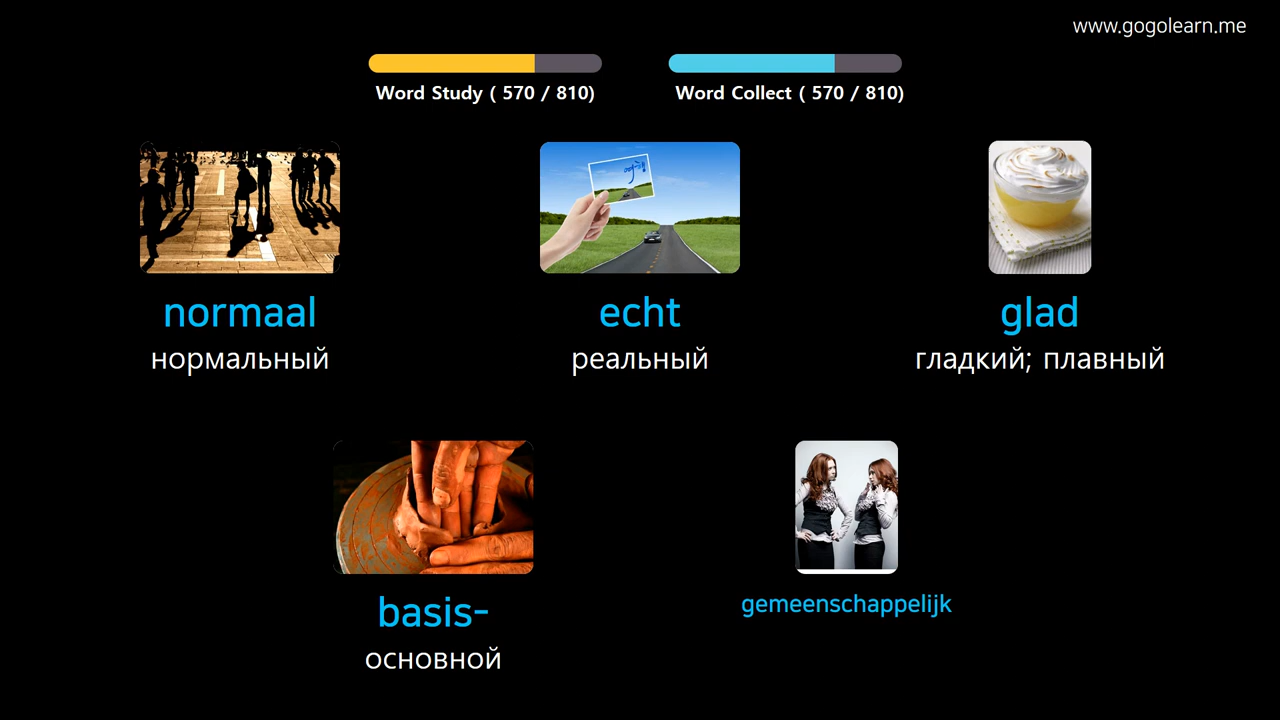 www.gogolearn.me
Word Study ( 570 / 810)
Word Collect ( 570 / 810)
normaal
нормальный
echt
реальный
glad
гладкий; плавный
basis-
основной
gemeenschappelijk